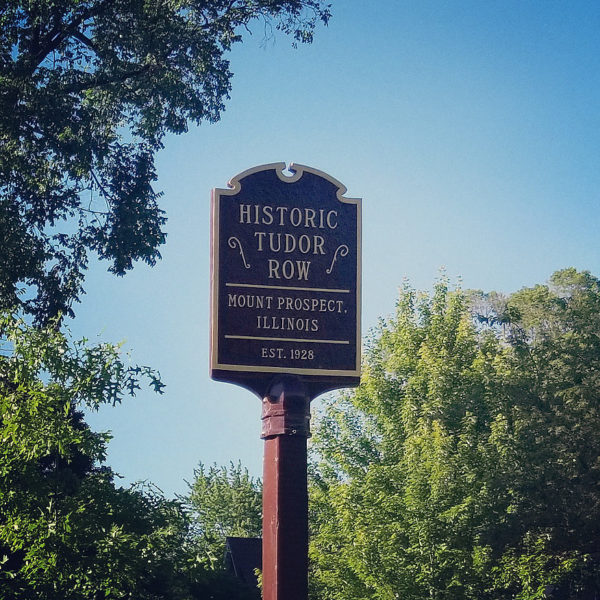 HISTORIC
TUDOR
ROW
MOUNT PROSPECT,
ILLINOIS
EST. 1928